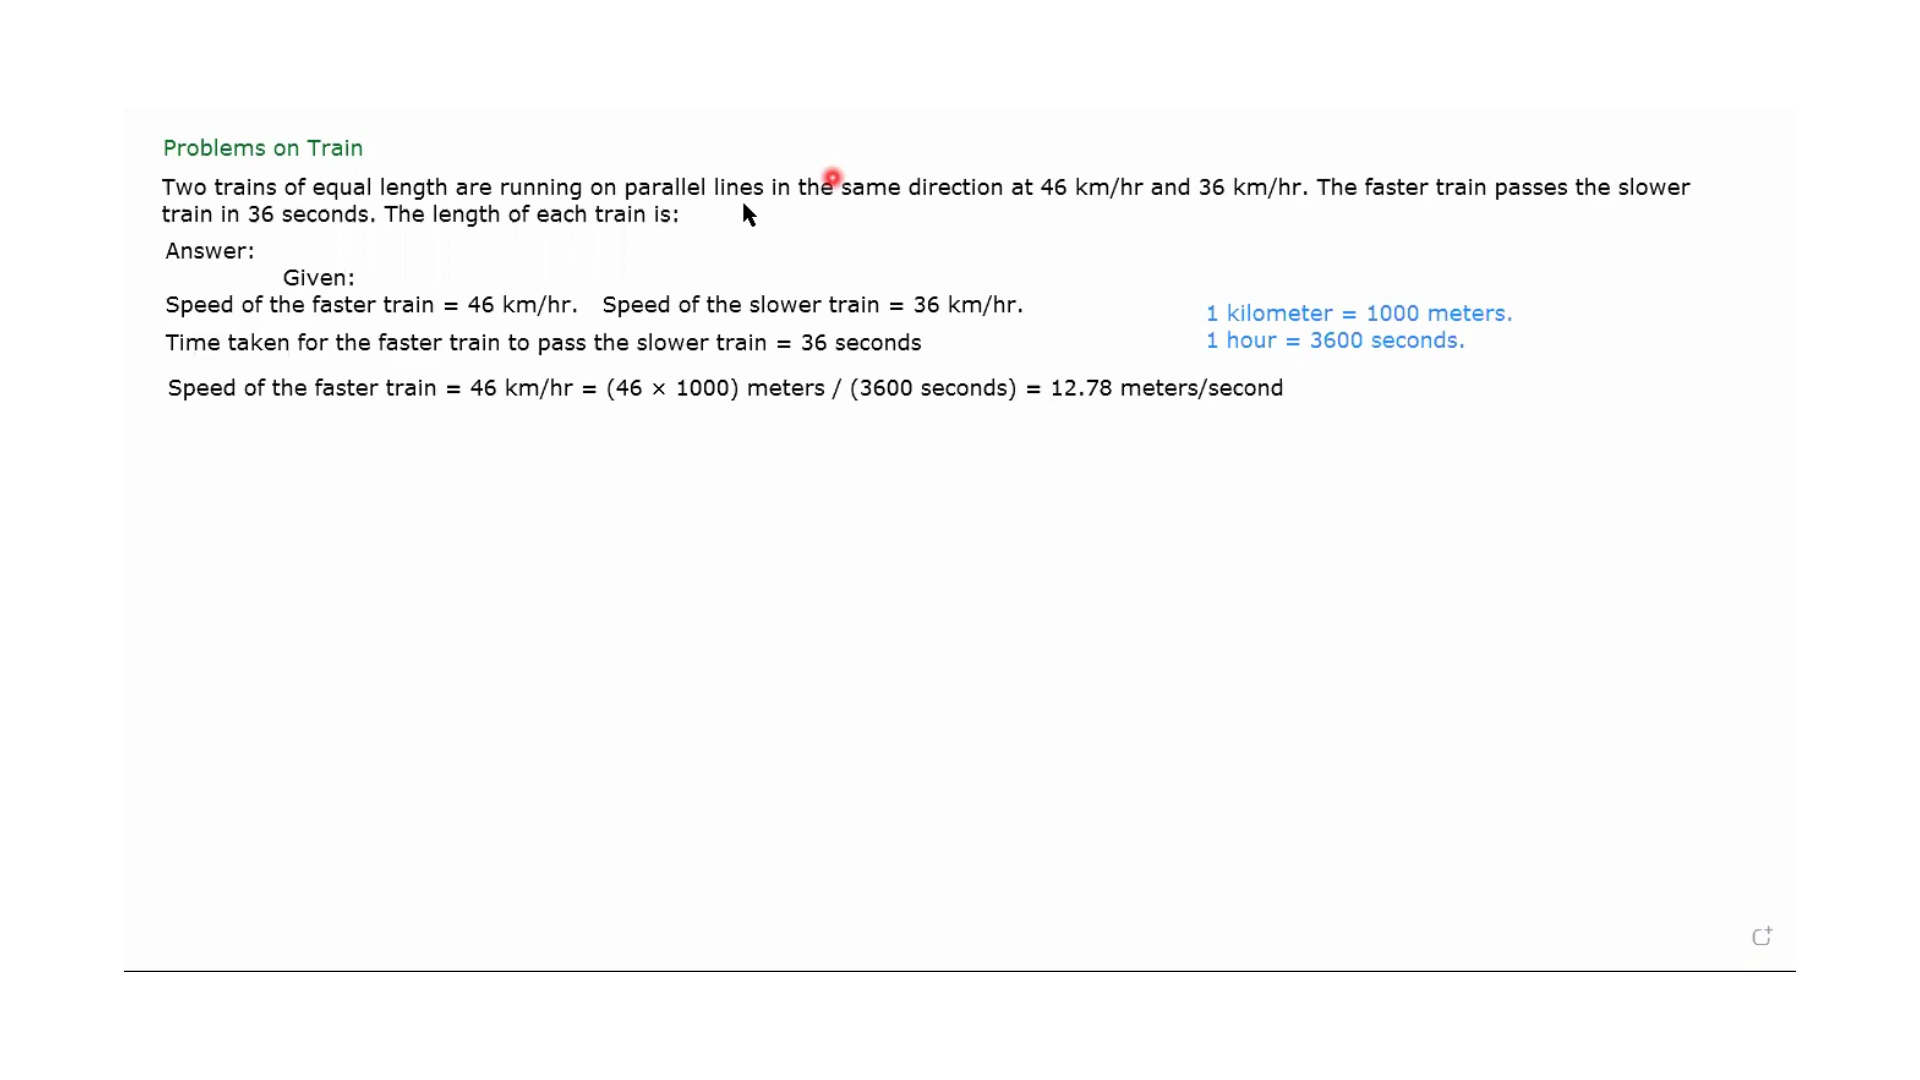 Problems on Train
Two trains of equal length are running on parallel lines in the same direction at 46 km/hr and 36 km/hr. The faster train passes the slower
train in 36 seconds. The length of each train is:
Answer:
Given:
Speed of the faster train = 46 km/hr.   Speed of the slower train = 36 km/hr.
1 kilometer = 1000 meters.
1 hour = 3600 seconds.
Time taken for the faster train to pass the slower train = 36 seconds
Speed of the faster train = 46 km/hr = (46 × 1000) meters / (3600 seconds) = 12.78 meters/second